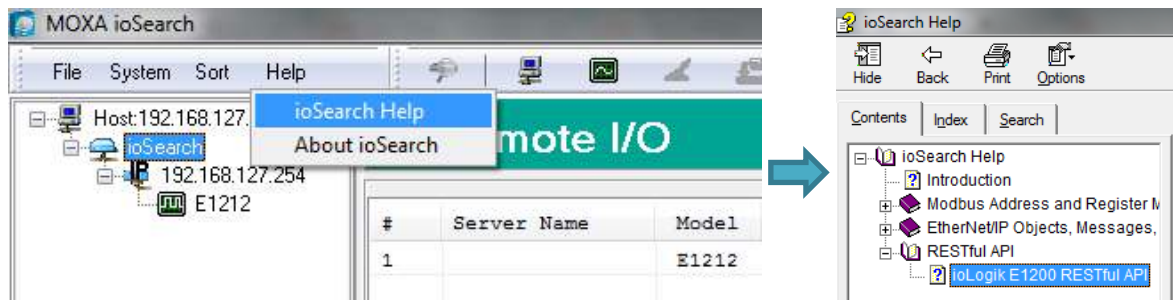 MOXA ioSearch
File System Sort Help
ioSearch Help
About ioSearch
Host:192.168.127.
ioSearch
192.168.127.254
E1212
mote I/O
# Server Name Model
1 E1212
ioSearch Help
Hide Back Print Options
Contents Index Search
ioSearch Help
Introduction
Modbus Address and Register M
EtherNet/IP Objects, Messages,
RESTful API
ioLogik E1200 RESTful API